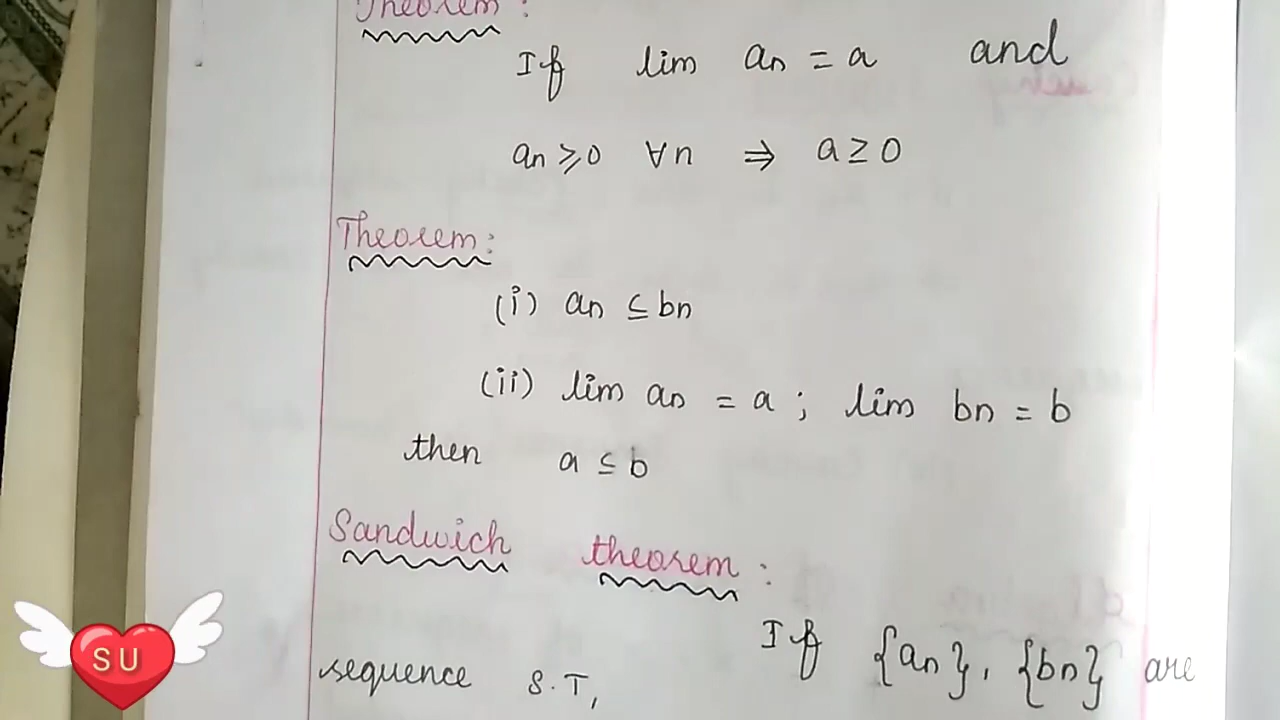 Theorem :
If lim an = a and
an ≥ 0 ∀n ⇒ a ≥ 0
Theorem:
(i) an ≤ bn
(ii) lim an = a ; lim bn = b
then a ≤ b
Sandwich theorem :
If {an}, {bn} are
sequence S.T,
SU